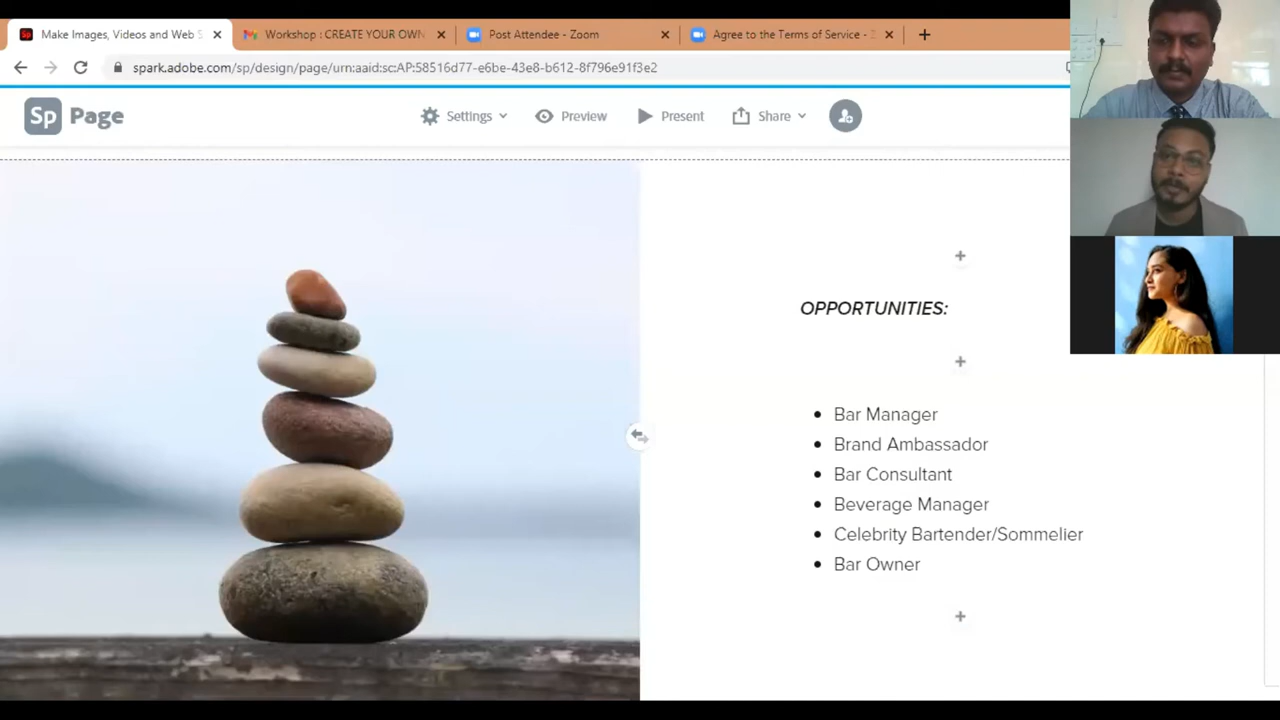 Make Images, Videos and Web S
Workshop : CREATE YOUR OWN
Post Attendee - Zoom
Agree to the Terms of Service - Z
spark.adobe.com/sp/design/page/urn:aaid:sc:AP:58516d77-e6be-43e8-b612-8f796e91f3e2
Sp Page
Settings
Preview
Present
Share
OPPORTUNITIES:
• Bar Manager
• Brand Ambassador
• Bar Consultant
• Beverage Manager
• Celebrity Bartender/Sommelier
• Bar Owner